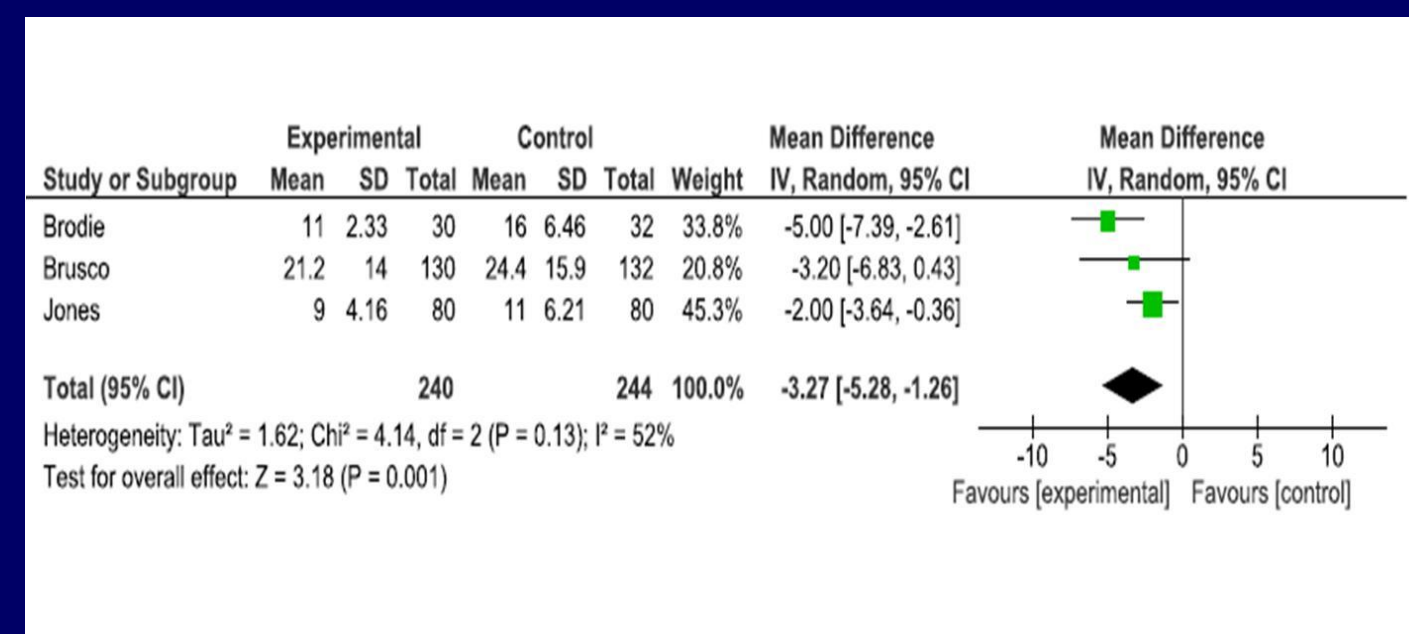 Experimental Control Mean Difference Mean Difference
Study or Subgroup Mean SD Total Mean SD Total Weight IV, Random, 95% CI IV, Random, 95% CI
Brodie 11 2.33 30 16 6.46 32 33.8% -5.00 [-7.39, -2.61]
Brusco 21.2 14 130 24.4 15.9 132 20.8% -3.20 [-6.83, 0.43]
Jones 9 4.16 80 11 6.21 80 45.3% -2.00 [-3.64, -0.36]
Total (95% CI) 240 244 100.0% -3.27 [-5.28, -1.26]
Heterogeneity: Tau² = 1.62; Chi² = 4.14, df = 2 (P = 0.13); I² = 52%
Test for overall effect: Z = 3.18 (P = 0.001)
-10 -5 0 5 10
Favours [experimental] Favours [control]